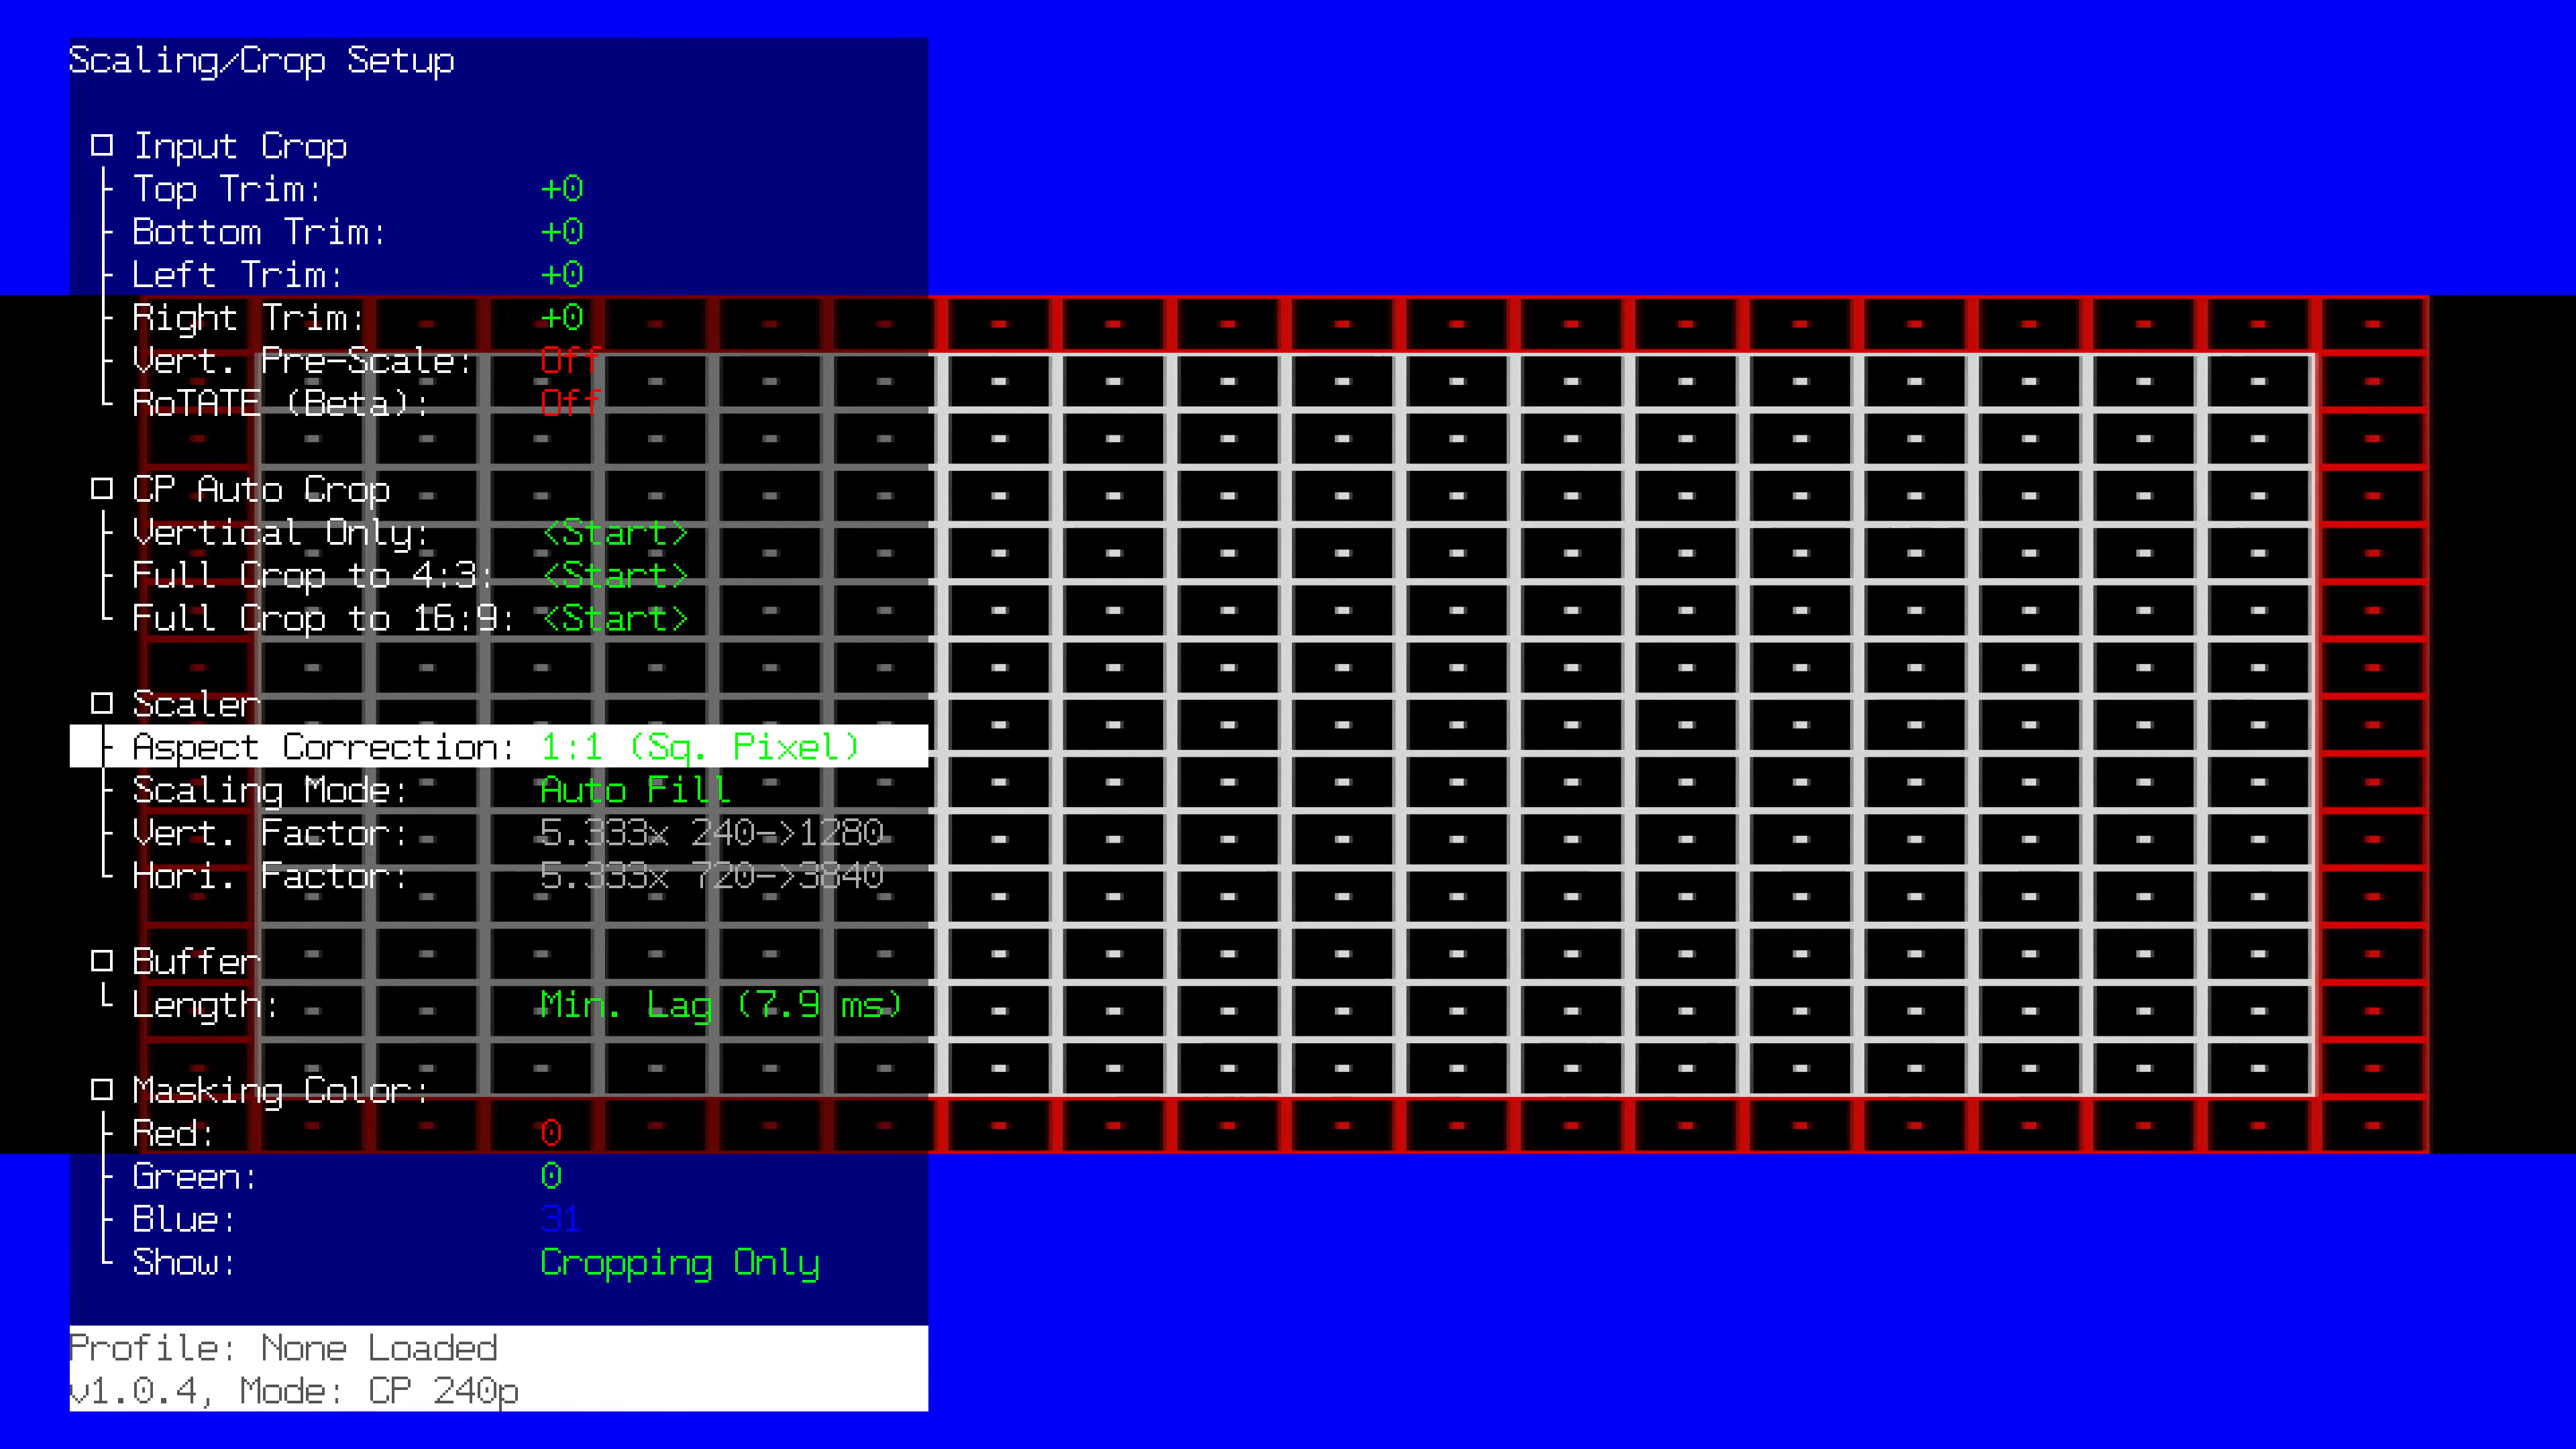 Scaling/Crop Setup
Input Crop
Top Trim: +0
Bottom Trim: +0
Left Trim: +0
Right Trim: +0
Vert. Pre-Scale: Off
RoTATE (Beta): Off
CP Auto Crop
Vertical Only: <Start>
Full Crop to 4:3: <Start>
Full Crop to 16:9: <Start>
Scaler
Aspect Correction: 1:1 (Sq. Pixel)
Scaling Mode: Auto Fill
Vert. Factor: 5.333x 240->1280
Hori. Factor: 5.333x 720->3840
Buffer
Length: Min. Lag (7.9 ms)
Masking Color:
Red: 0
Green: 0
Blue: 31
Show: Cropping Only
Profile: None Loaded
v1.0.4, Mode: CP 240p